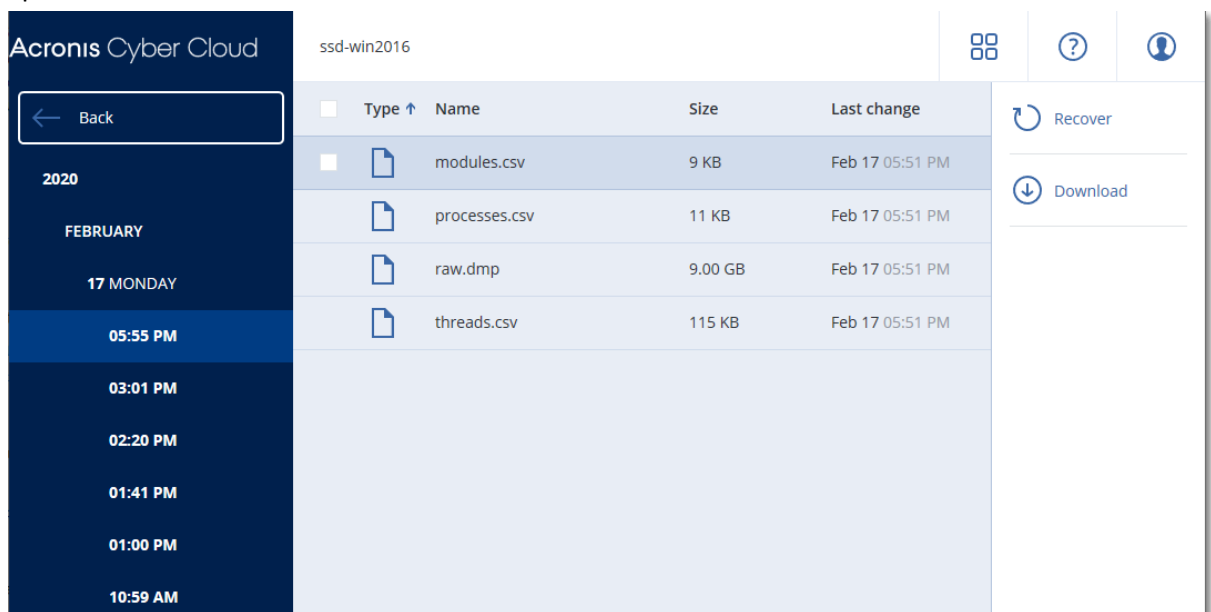 Acronis Cyber Cloud
ssd-win2016
Back
2020
FEBRUARY
17 MONDAY
05:55 PM
03:01 PM
02:20 PM
01:41 PM
01:00 PM
10:59 AM
Type Name Size Last change
modules.csv 9 KB Feb 17 05:51 PM
processes.csv 11 KB Feb 17 05:51 PM
raw.dmp 9.00 GB Feb 17 05:51 PM
threads.csv 115 KB Feb 17 05:51 PM
Recover
Download